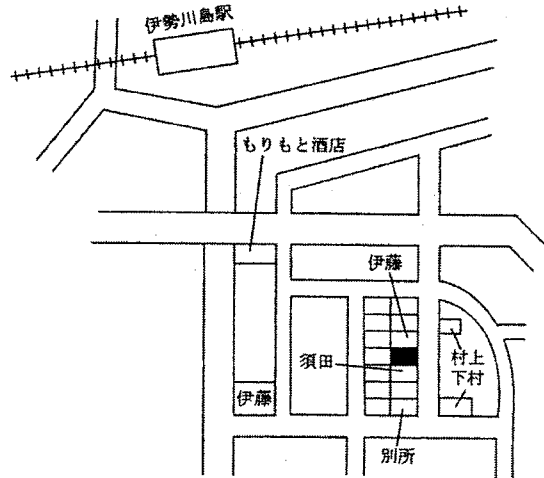 伊勢川島駅
もりもと酒店
伊藤
須田
村上
下村
伊藤
別所